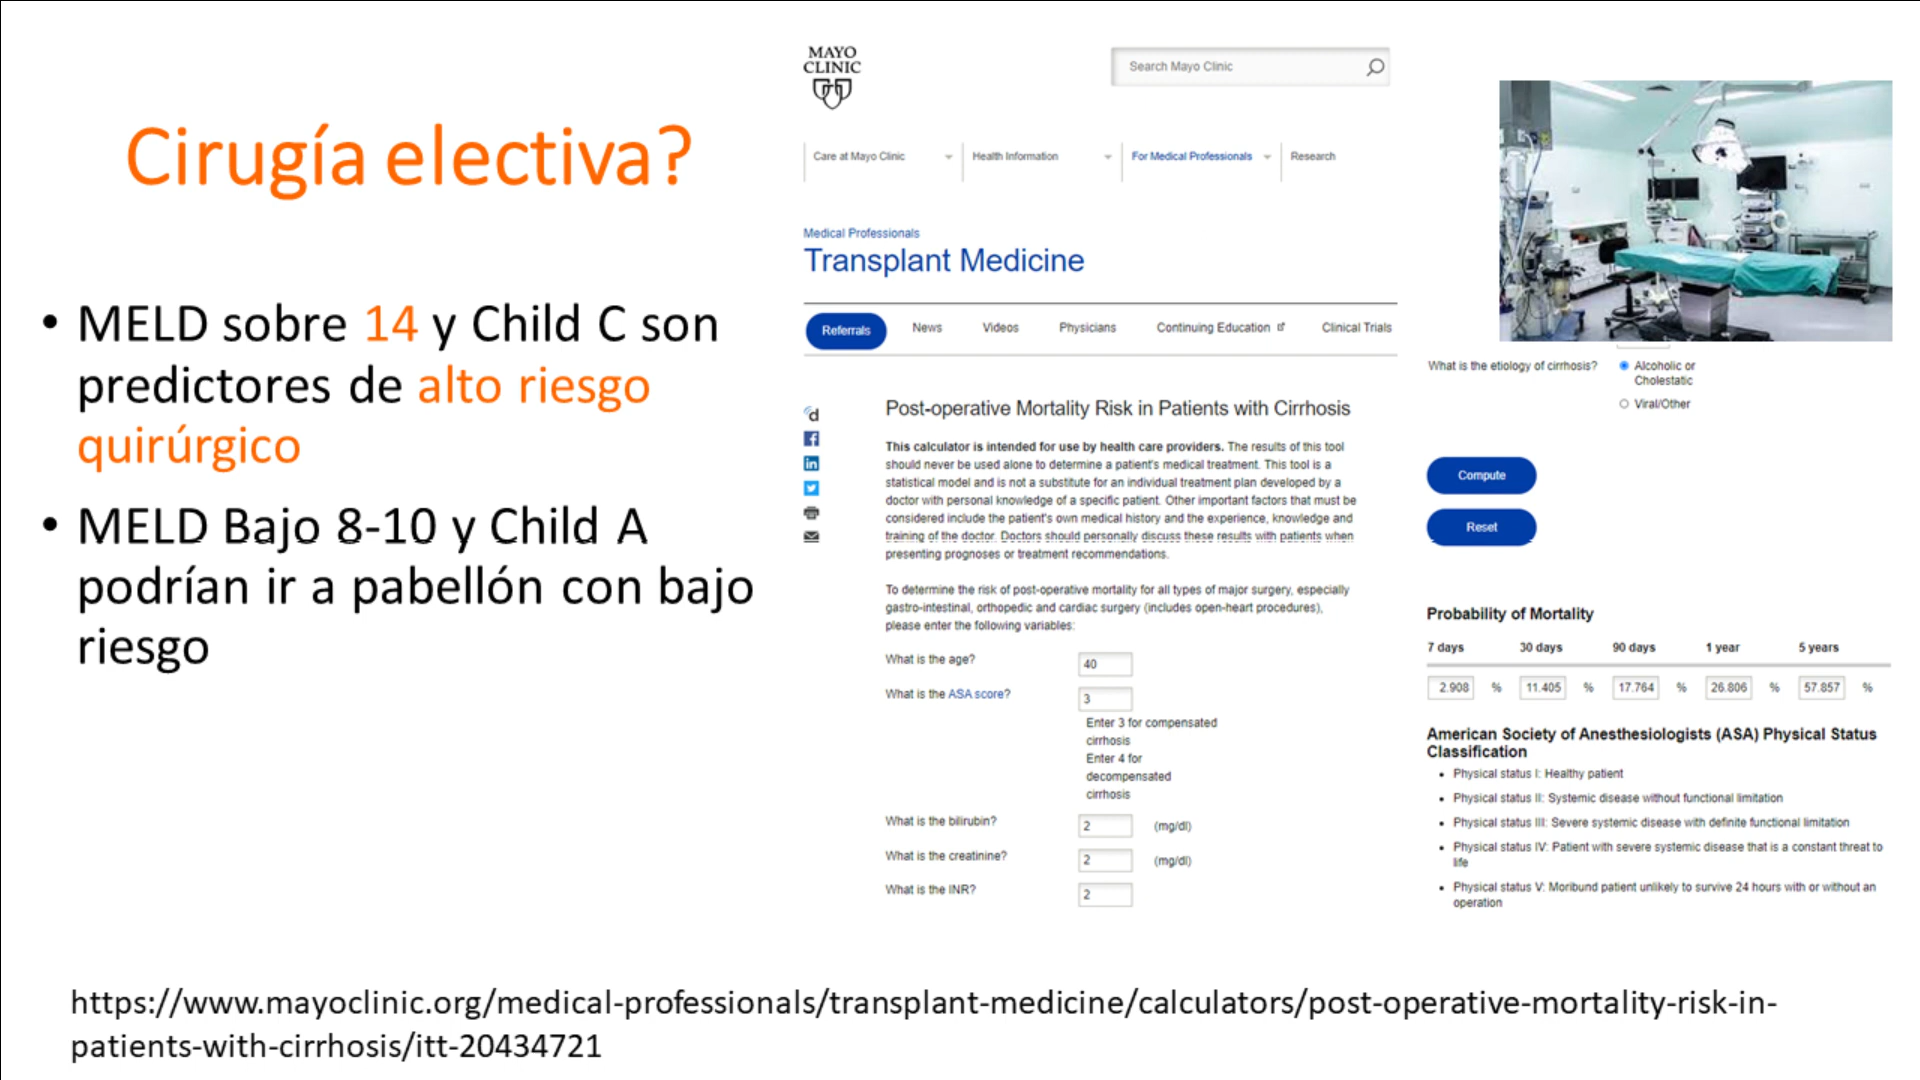 Cirugía electiva?
• MELD sobre 14 y Child C son
predictores de alto riesgo
quirúrgico
• MELD Bajo 8-10 y Child A
podrían ir a pabellón con bajo
riesgo
MAYO
CLINIC
Search Mayo Clinic
Care at Mayo Clinic
Health Information
For Medical Professionals
Research
Medical Professionals
Transplant Medicine
Referrals
News
Videos
Physicians
Continuing Education
Clinical Trials
Post-operative Mortality Risk in Patients with Cirrhosis
This calculator is intended for use by health care providers. The results of this tool
should never be used alone to determine a patient's medical treatment. This tool is a
statistical model and is not a substitute for an individual treatment plan developed by a
doctor with personal knowledge of a specific patient. Other important factors that must be
considered include the patient's own medical history and the experience, knowledge and
training of the doctor. Doctors should personally discuss these results with patients when
presenting prognoses or treatment recommendations.
To determine the risk of post-operative mortality for all types of major surgery, especially
gastro-intestinal, orthopedic and cardiac surgery (includes open-heart procedures),
please enter the following variables:
What is the age? 40
What is the ASA score? 3
Enter 3 for compensated
cirrhosis
Enter 4 for
decompensated
cirrhosis
What is the bilirubin? 2 (mg/dl)
What is the creatinine? 2 (mg/dl)
What is the INR? 2
What is the etiology of cirrhosis? Alcoholic or
Cholestatic
Viral/Other
Compute
Reset
Probability of Mortality
7 days 30 days 90 days 1 year 5 years
2.908 % 11.405 % 17.764 % 26.806 % 57.857 %
American Society of Anesthesiologists (ASA) Physical Status
Classification
• Physical status I: Healthy patient
• Physical status II: Systemic disease without functional limitation
• Physical status III: Severe systemic disease with definite functional limitation
• Physical status IV: Patient with severe systemic disease that is a constant threat to
life
• Physical status V: Moribund patient unlikely to survive 24 hours with or without an
operation
https://www.mayoclinic.org/medical-professionals/transplant-medicine/calculators/post-operative-mortality-risk-in-
patients-with-cirrhosis/itt-20434721